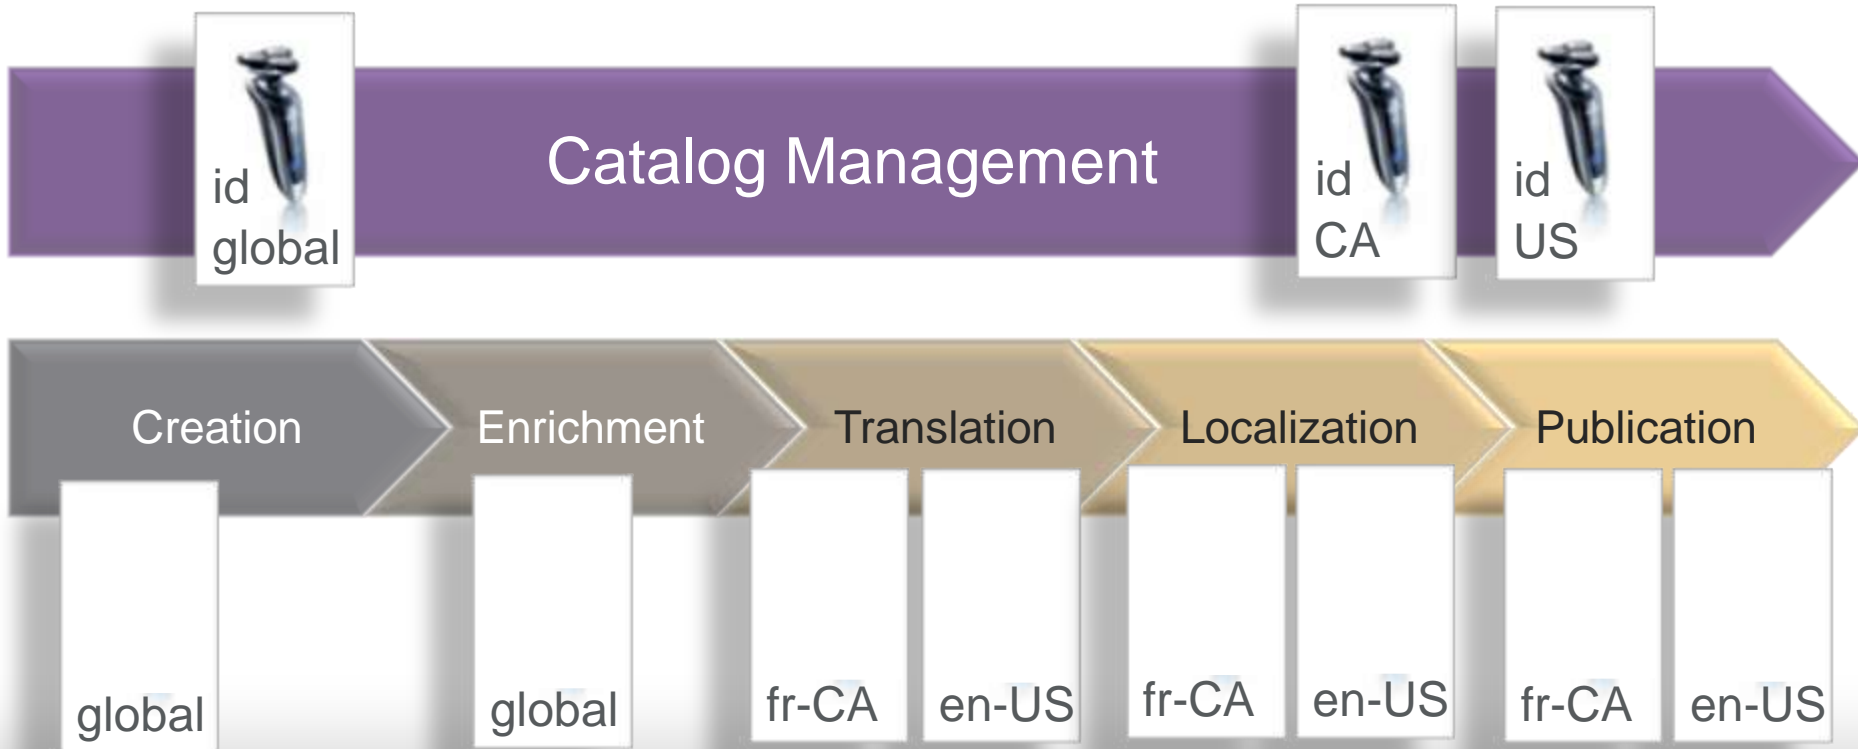 Catalog Management
id
global
id
CA
id
US
Creation
Enrichment
Translation
Localization
Publication
global
global
fr-CA
en-US
fr-CA
en-US
fr-CA
en-US